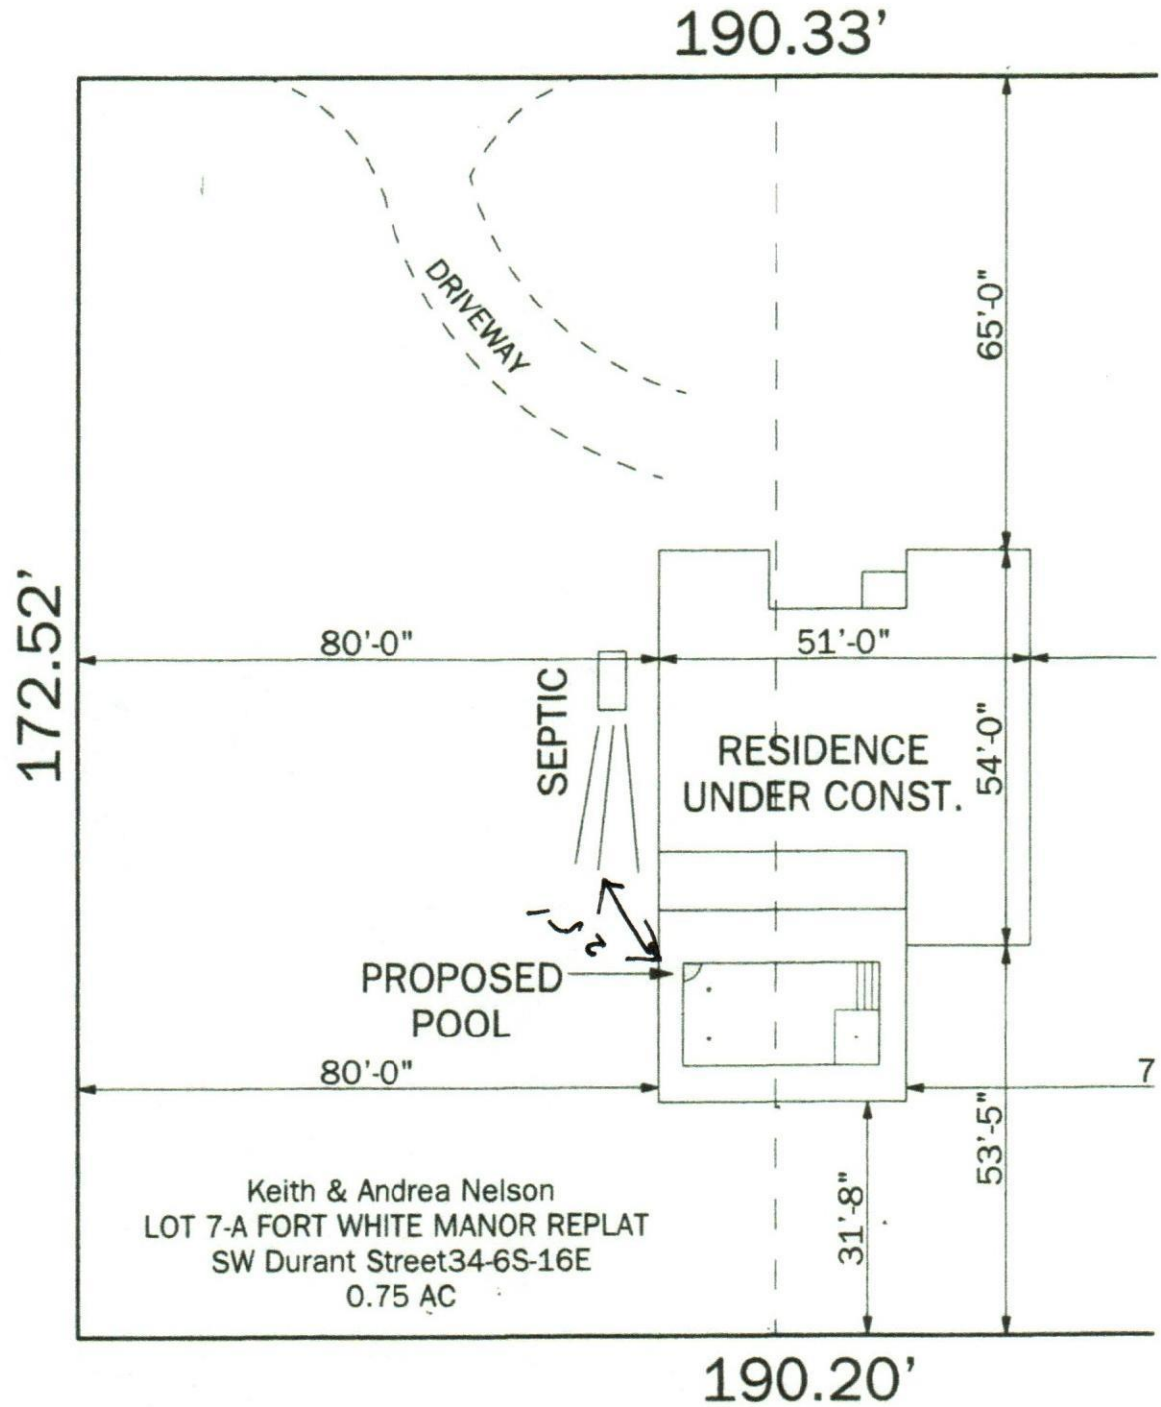 190.33'
DRIVEWAY
65'-0"
172.52'
80'-0"
51'-0"
SEPTIC
54'-0"
RESIDENCE
UNDER CONST.
PROPOSED
POOL
80'-0"
7
53'-5"
31'-8"
Keith & Andrea Nelson
LOT 7-A FORT WHITE MANOR REPLAT
SW Durant Street34-6S-16E
0.75 AC
190.20'